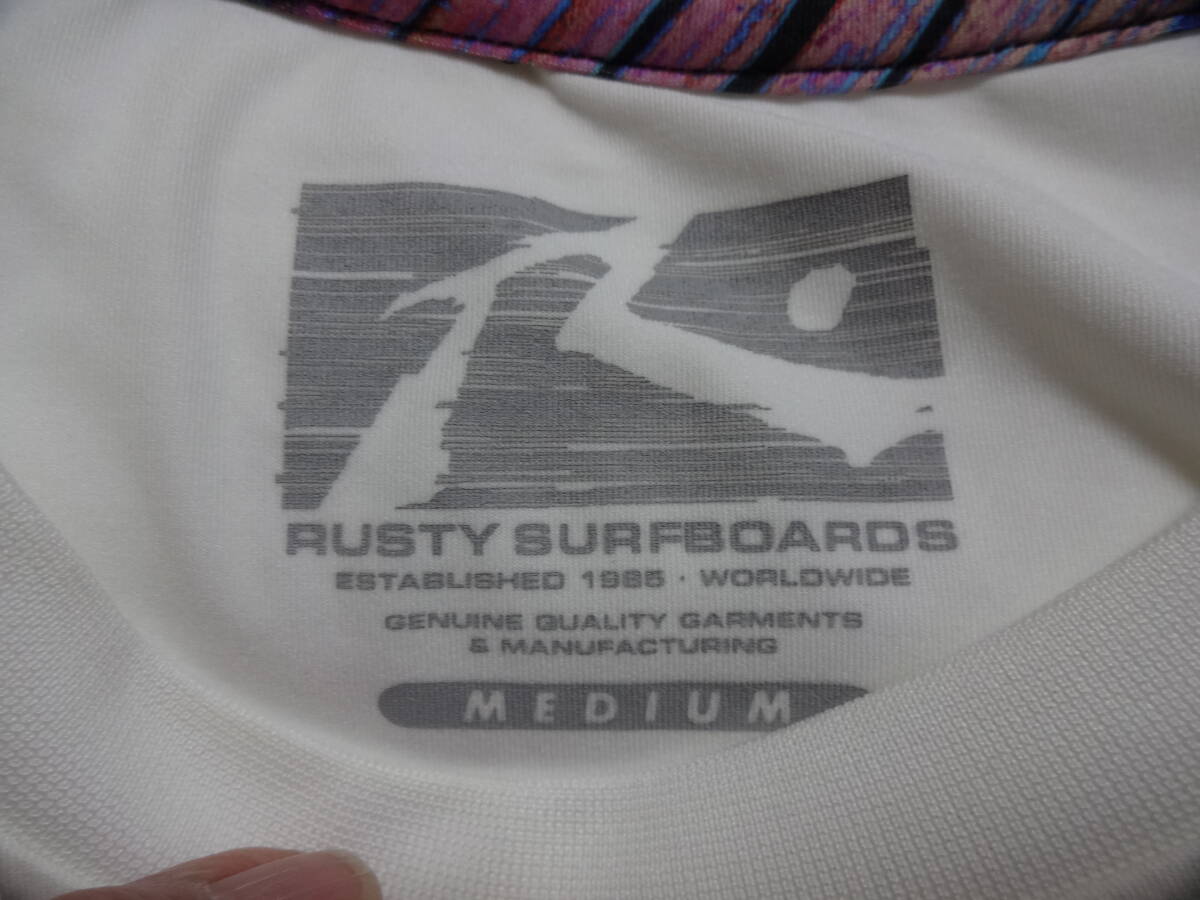 RUSTY SURFBOARDS
ESTABLISHED 1985 · WORLDWIDE
GENUINE QUALITY GARMENTS
& MANUFACTURING
MEDIUM